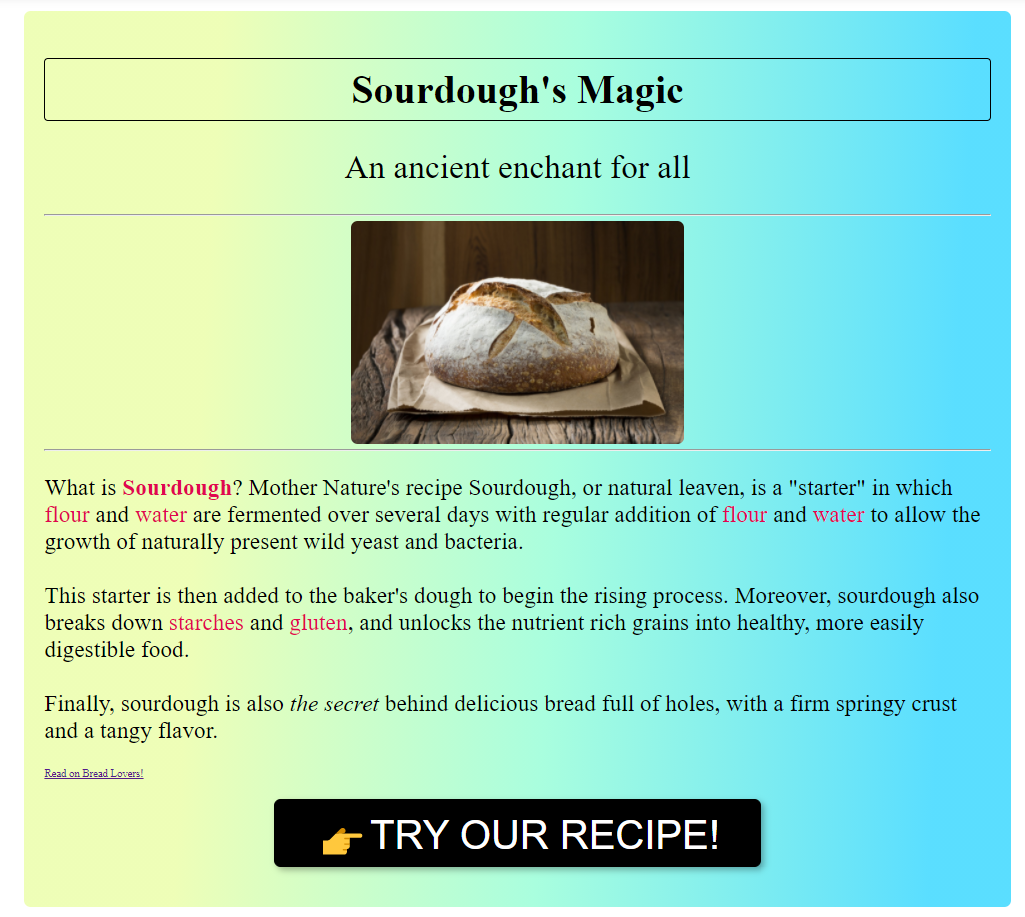 Sourdough's Magic
An ancient enchant for all
What is Sourdough? Mother Nature's recipe Sourdough, or natural leaven, is a "starter" in which
flour and water are fermented over several days with regular addition of flour and water to allow the
growth of naturally present wild yeast and bacteria.
This starter is then added to the baker's dough to begin the rising process. Moreover, sourdough also
breaks down starches and gluten, and unlocks the nutrient rich grains into healthy, more easily
digestible food.
Finally, sourdough is also the secret behind delicious bread full of holes, with a firm springy crust
and a tangy flavor.
Read on Bread Lovers!
👉TRY OUR RECIPE!